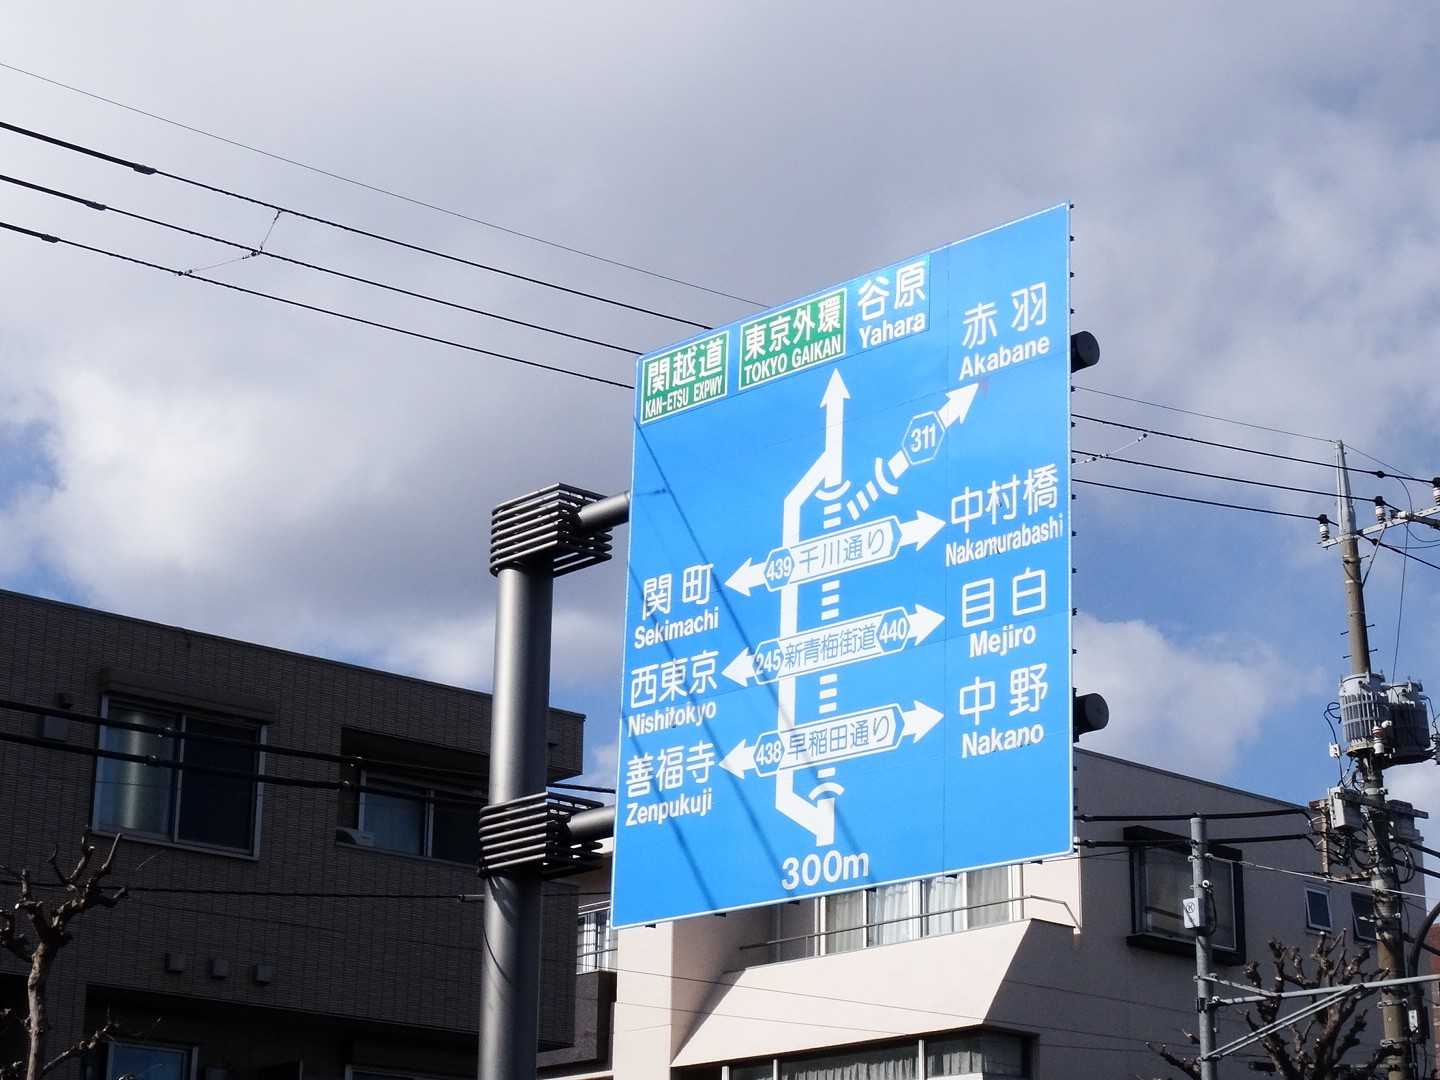 関越道
KAN-ETSU EXPWY
東京外環
TOKYO GAIKAN
谷原
Yahara
赤羽
Akabane
311
中村橋
Nakamurabashi
439 千川通り
関町
Sekimachi
目白
Mejiro
245 新青梅街道 440
西東京
Nishitokyo
中野
Nakano
438 早稲田通り
善福寺
Zenpukuji
300m